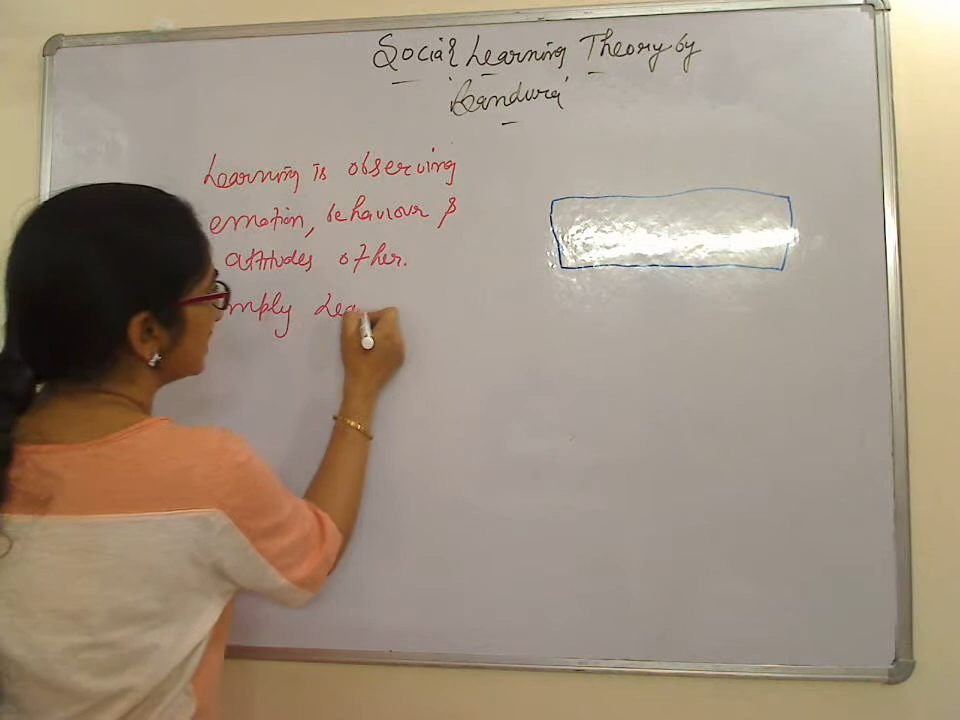 Social Learning Theory by
'Bandura'
Learning is observing
emotion, behaviour &
attitudes other.